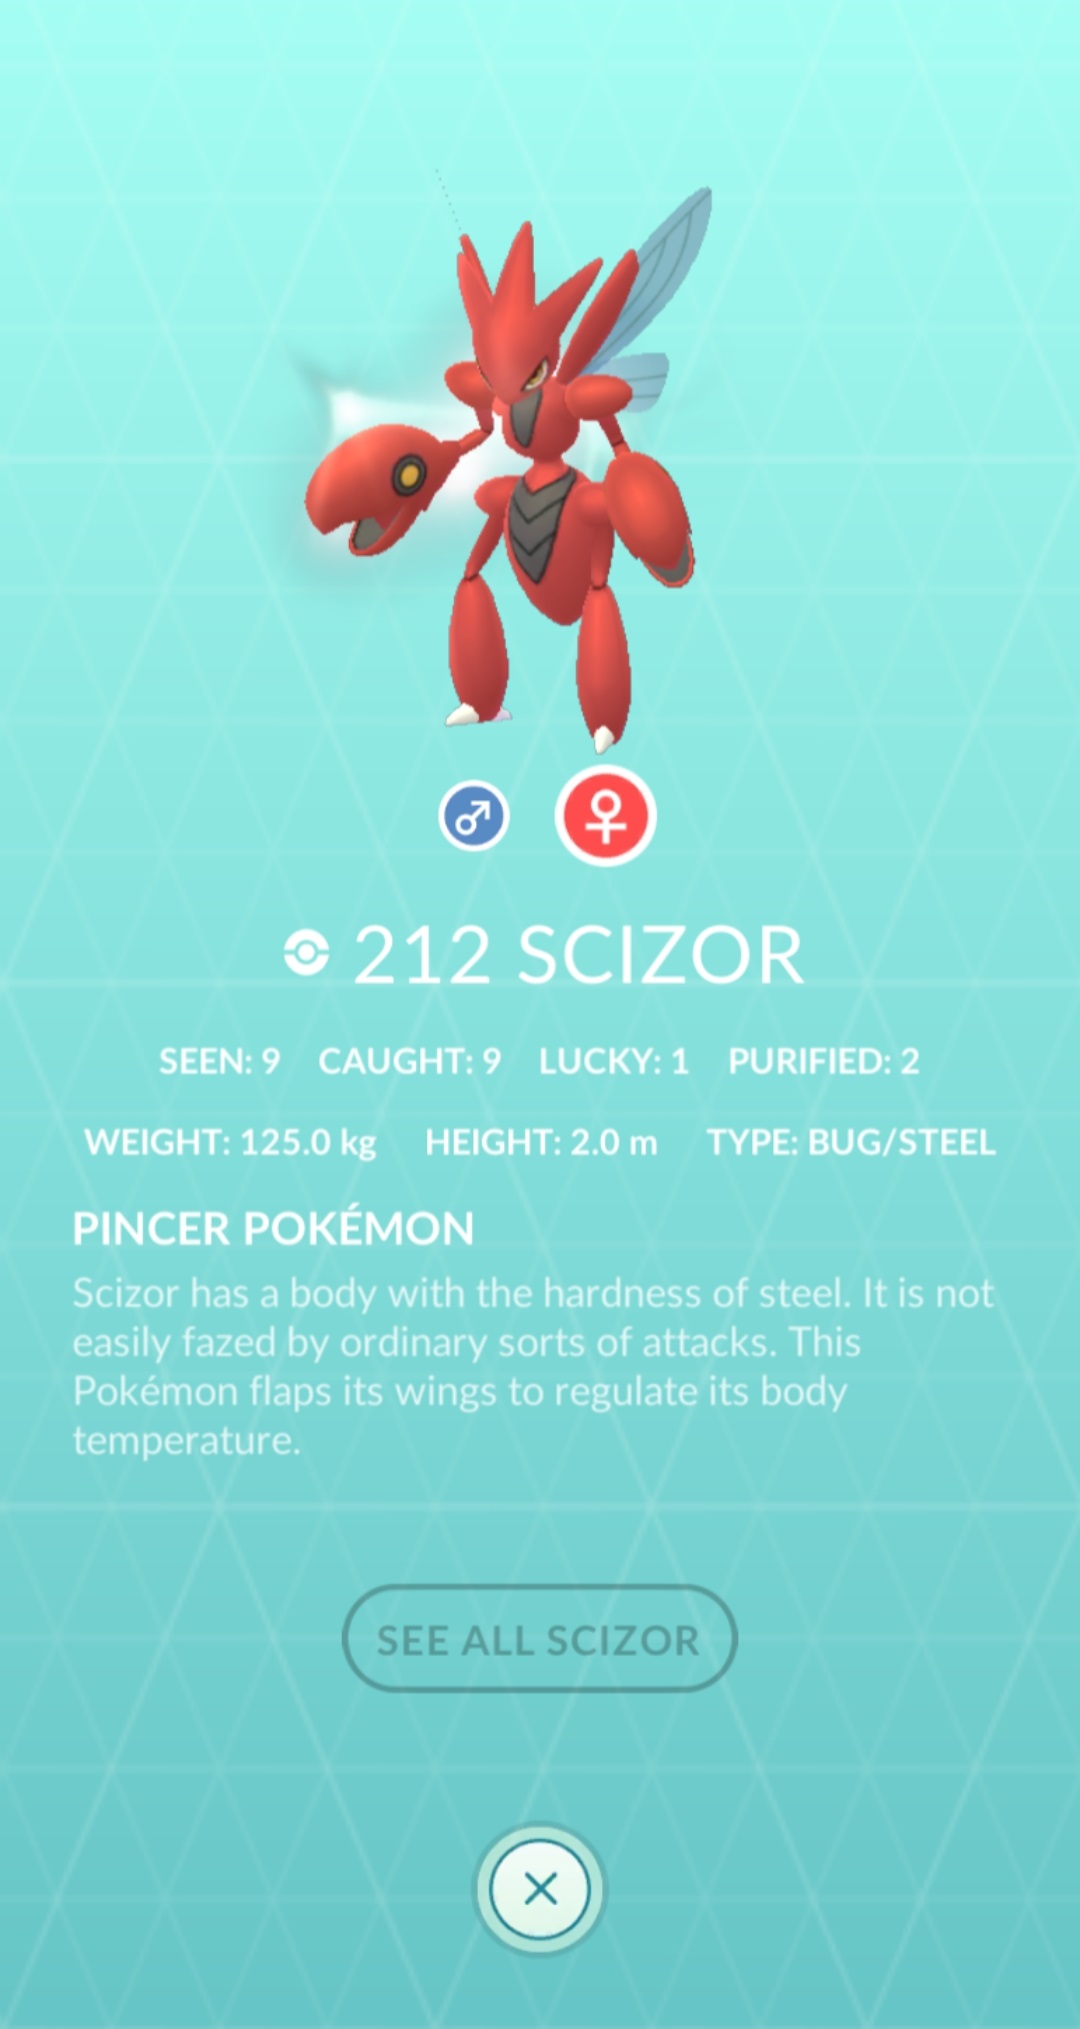 212 SCIZOR
SEEN: 9 CAUGHT: 9 LUCKY: 1 PURIFIED: 2
WEIGHT: 125.0 kg HEIGHT: 2.0 m TYPE: BUG/STEEL
PINCER POKÉMON
Scizor has a body with the hardness of steel. It is not
easily fazed by ordinary sorts of attacks. This
Pokémon flaps its wings to regulate its body
temperature.
SEE ALL SCIZOR